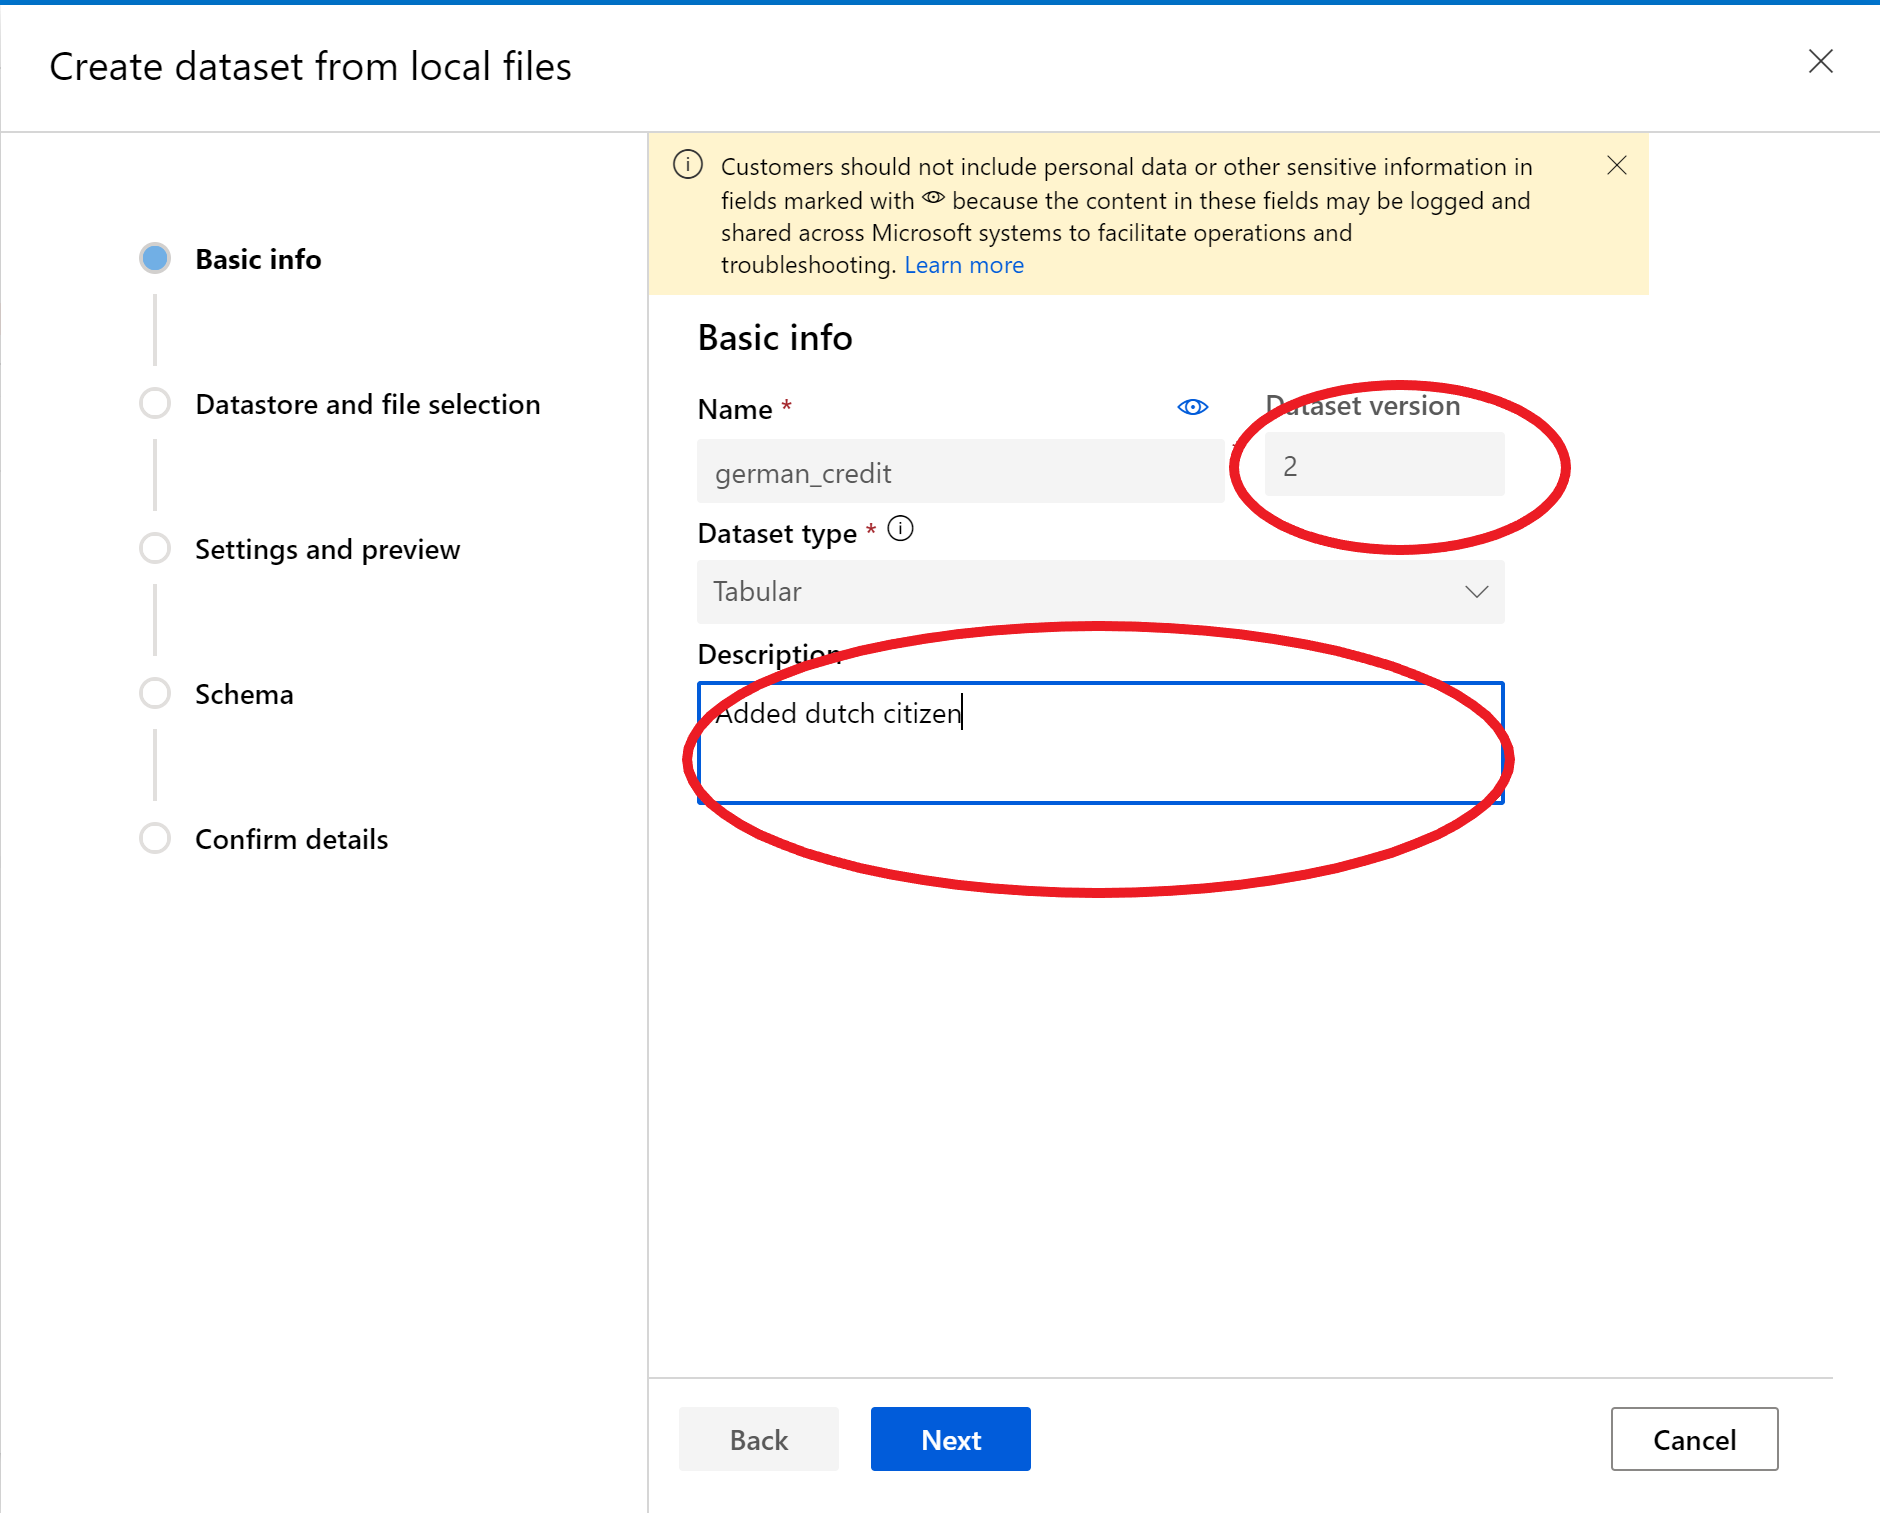 Create dataset from local files
Customers should not include personal data or other sensitive information in
fields marked with because the content in these fields may be logged and
shared across Microsoft systems to facilitate operations and
troubleshooting. Learn more
Basic info
Datastore and file selection
Settings and preview
Schema
Confirm details
Basic info
Name *
Dataset version
german_credit
2
Dataset type *
Tabular
Description
Added dutch citizen
Back
Next
Cancel